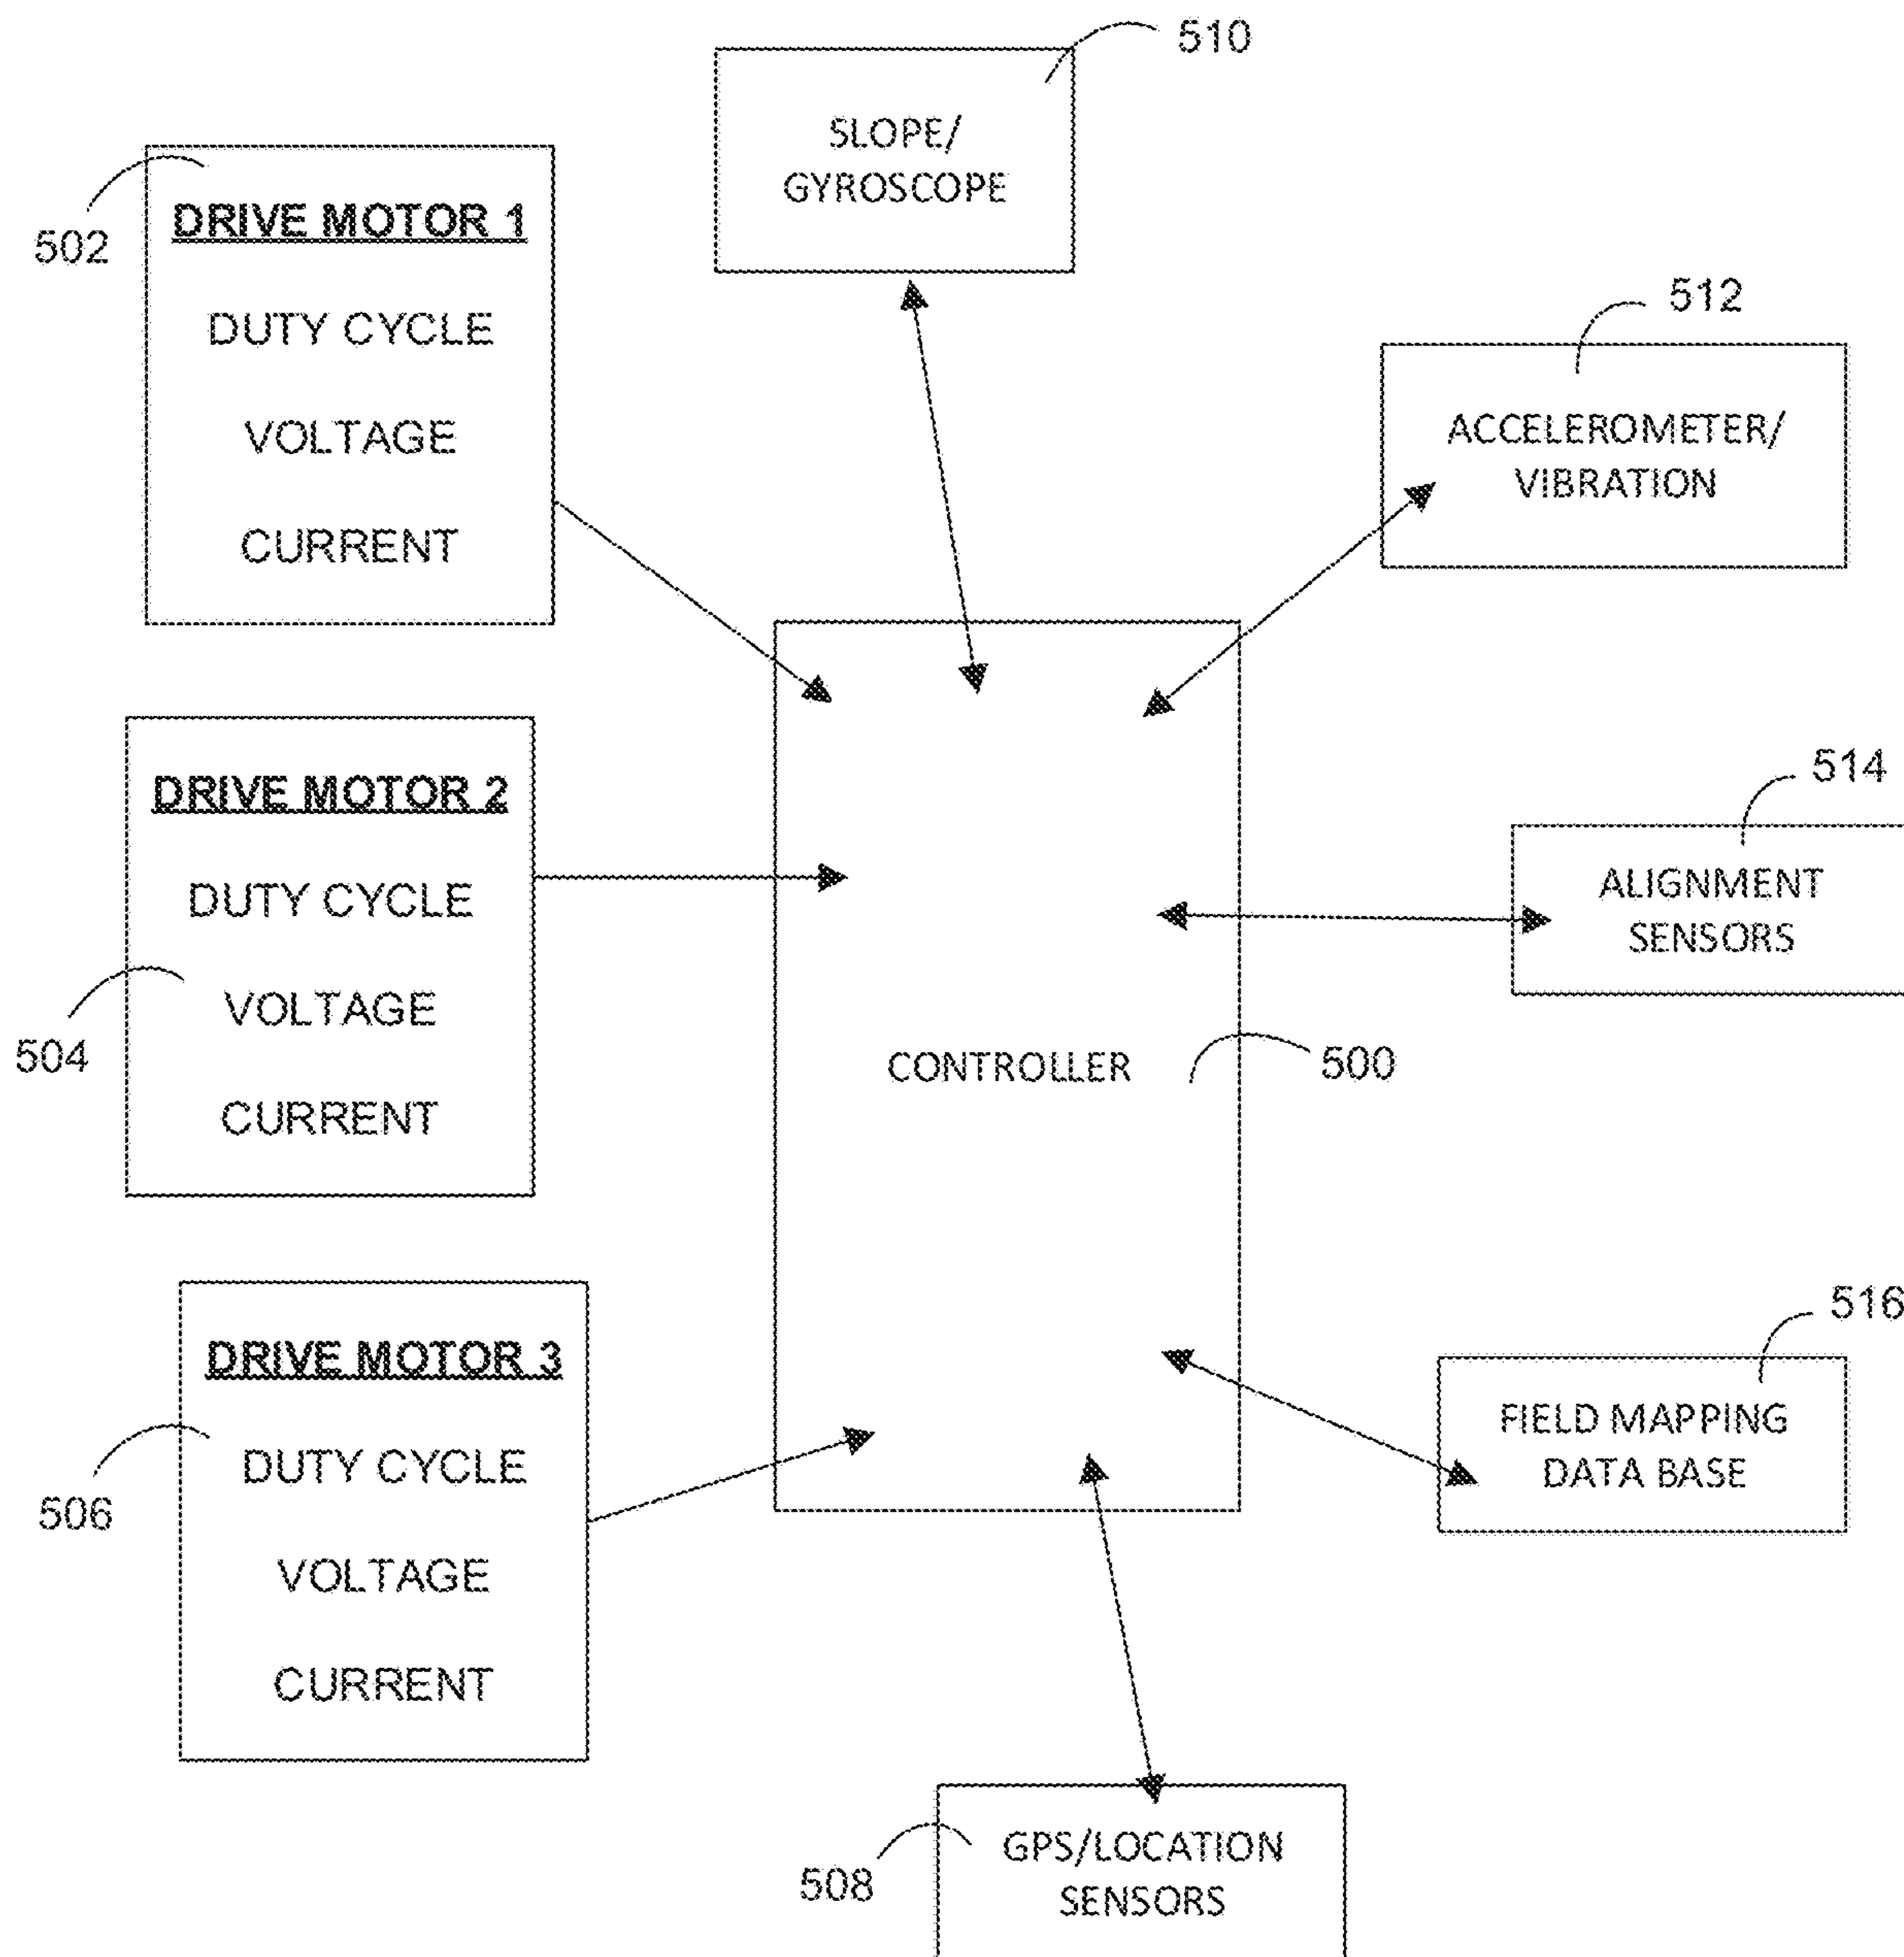 510
SLOPE/
GYROSCOPE
502
DRIVE MOTOR 1
DUTY CYCLE
VOLTAGE
CURRENT
512
ACCELEROMETER/
VIBRATION
504
DRIVE MOTOR 2
DUTY CYCLE
VOLTAGE
CURRENT
514
ALIGNMENT
SENSORS
CONTROLLER
500
506
DRIVE MOTOR 3
DUTY CYCLE
VOLTAGE
CURRENT
516
FIELD MAPPING
DATA BASE
508
GPS/LOCATION
SENSORS